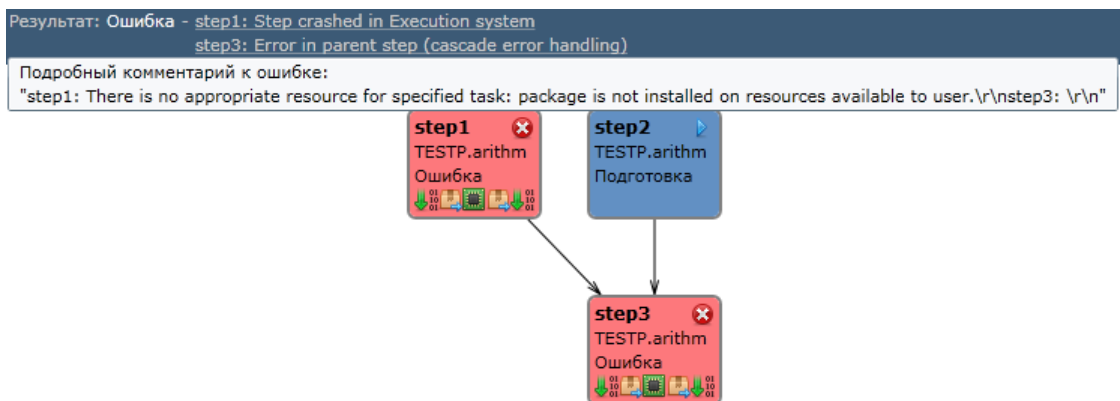 Результат: Ошибка - step1: Step crashed in Execution system
step3: Error in parent step (cascade error handling)
Подробный комментарий к ошибке:
"step1: There is no appropriate resource for specified task: package is not installed on resources available to user.\r\nstep3: \r\n"
step1
TESTP.arithm
Ошибка
step2
TESTP.arithm
Подготовка
step3
TESTP.arithm
Ошибка